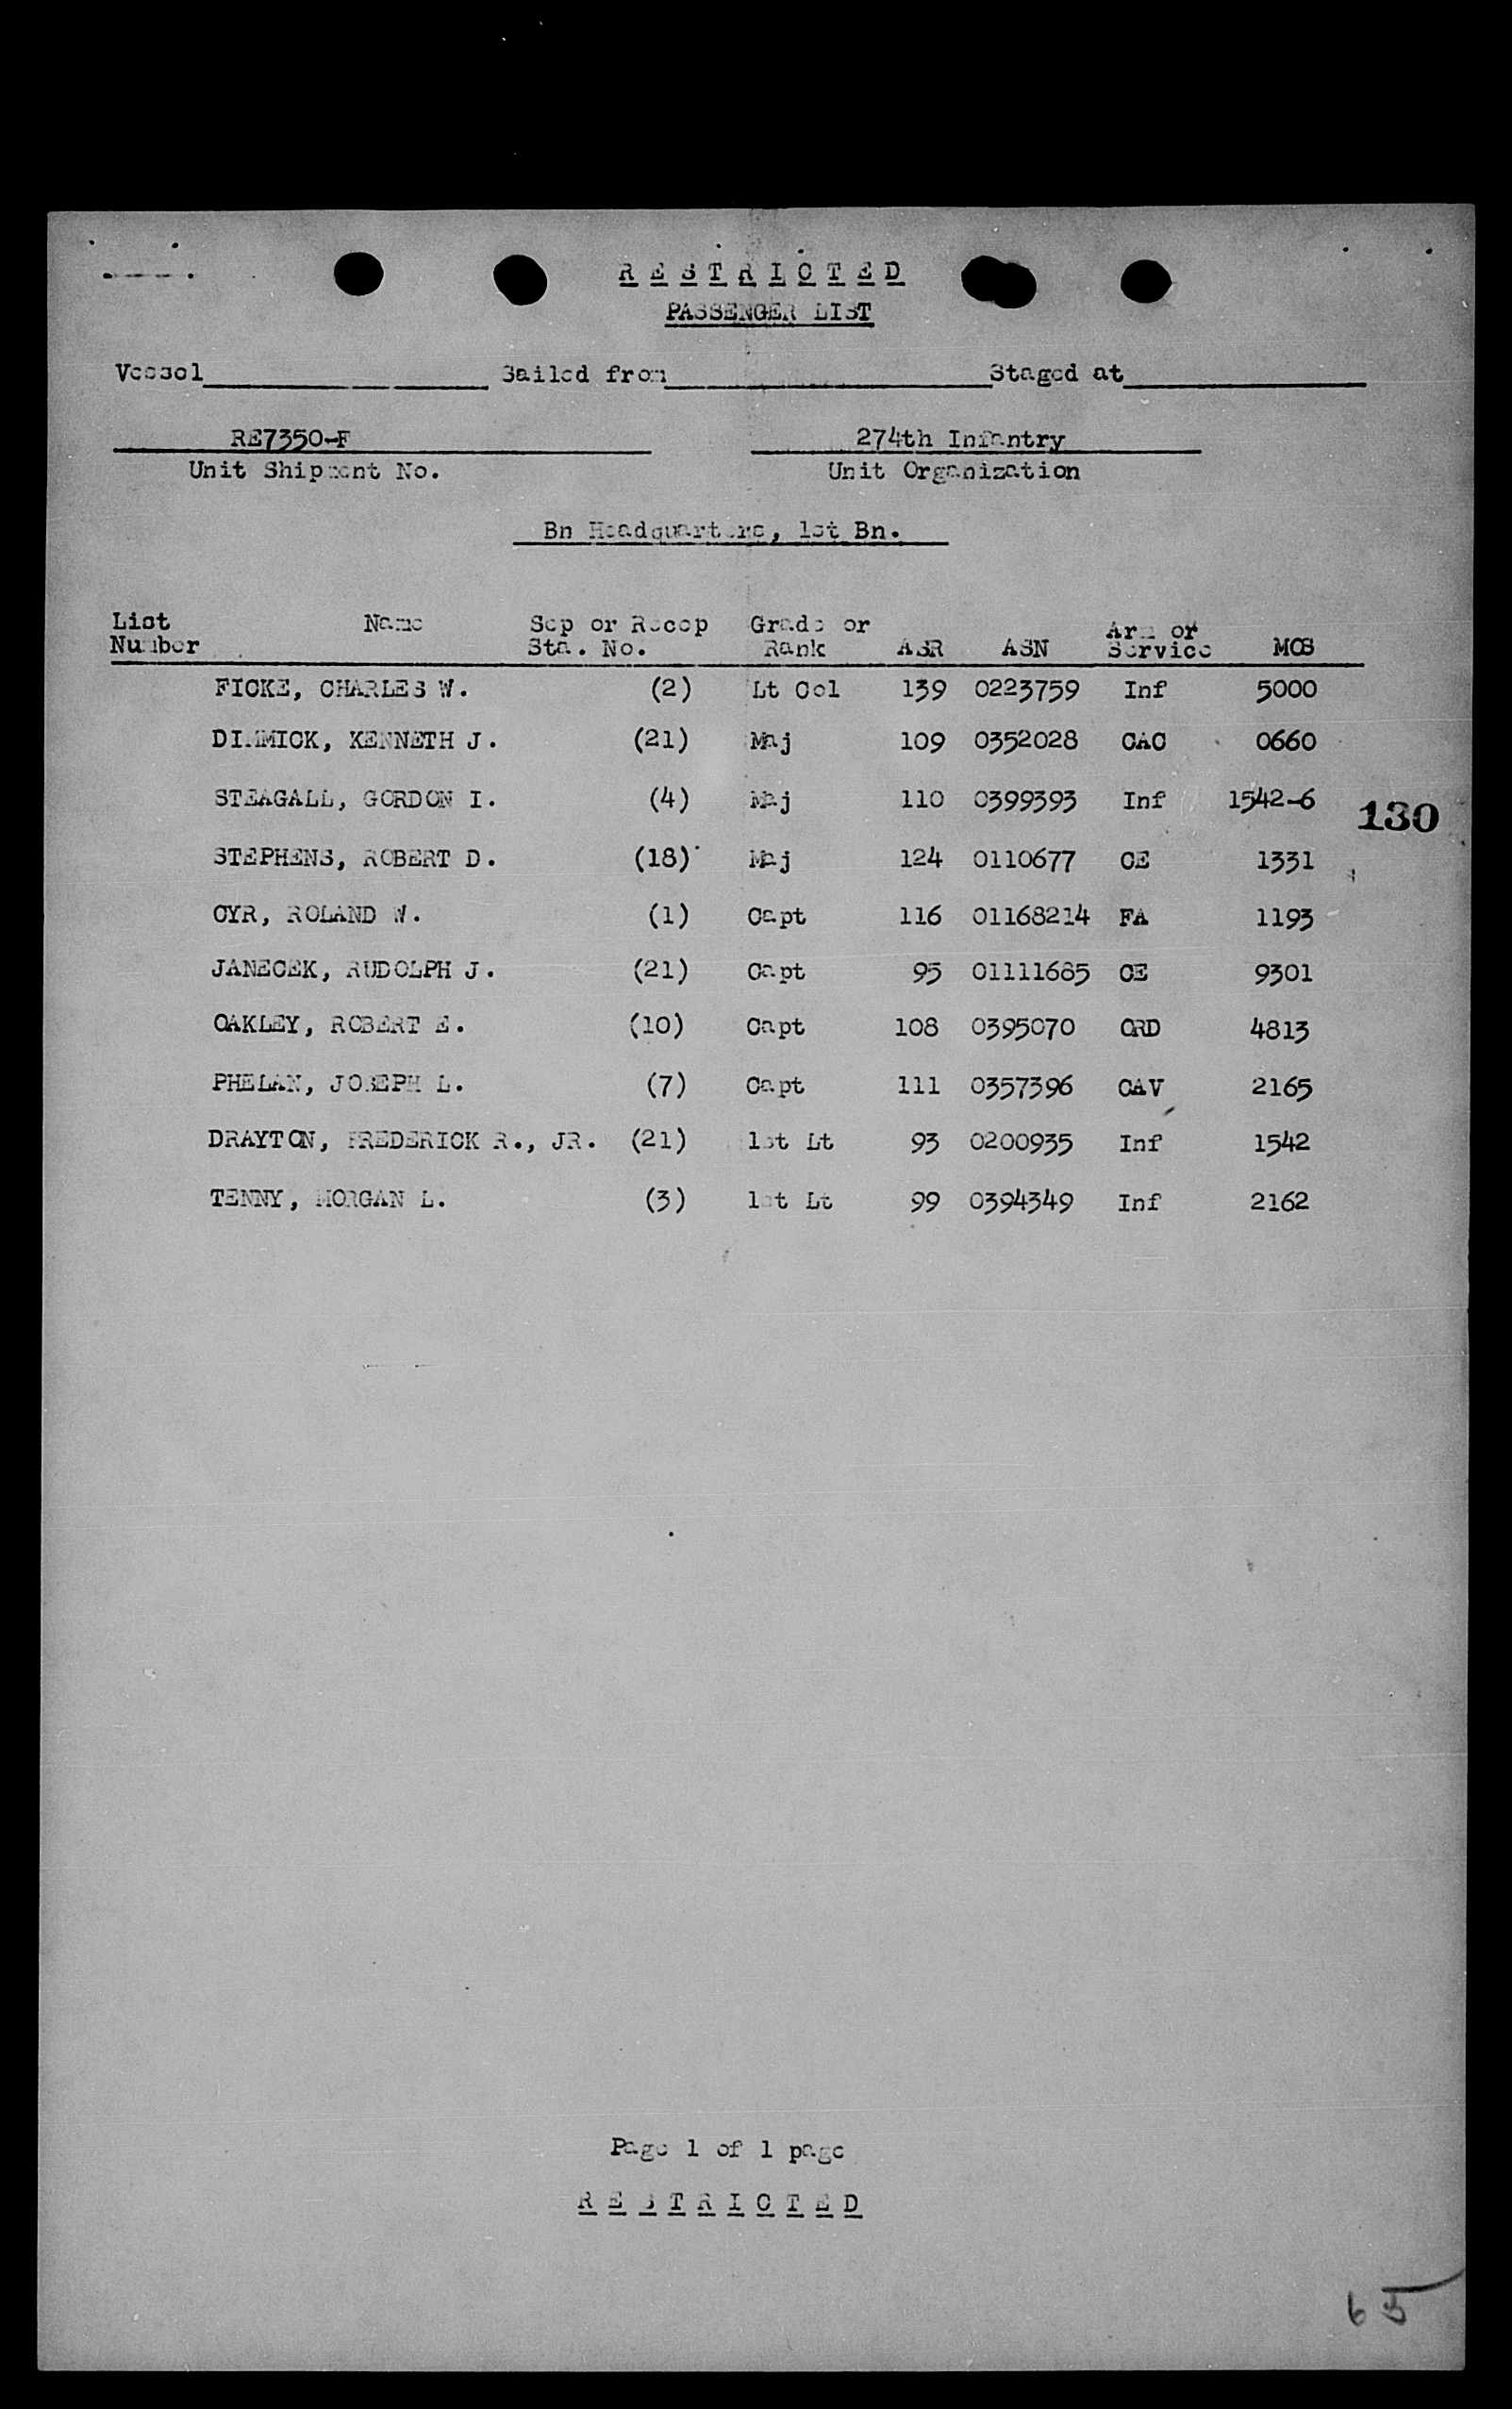 R E S T R I C T E D
PASSENGER LIST
Vessel Sailed from Staged at
RE7350-F 274th Infantry
Unit Shipment No. Unit Organization
Bn Headquarters, 1st Bn.
List Name Sep or Recep Grade or Arm or
Number Sta. No. Rank ASR ASN Service MOS
FICKE, CHARLES W. (2) Lt Col 139 0223759 Inf 5000
DIMMICK, KENNETH J. (21) Maj 109 0352028 CAC 0660
STEAGALL, GORDON I. (4) Maj 110 0399393 Inf 1542-6
130
STEPHENS, ROBERT D. (18) Maj 124 0110677 CE 1331
CYR, ROLAND W. (1) Capt 116 01168214 FA 1193
JANECEK, RUDOLPH J. (21) Capt 95 01111685 CE 9301
OAKLEY, ROBERT E. (10) Capt 108 0395070 ORD 4813
PHELAN, JOSEPH L. (7) Capt 111 0357396 CAV 2165
DRAYTON, FREDERICK R., JR. (21) 1st Lt 93 0200935 Inf 1542
TENNY, MORGAN L. (3) 1st Lt 99 0394349 Inf 2162
Page 1 of 1 page
R E S T R I C T E D
65